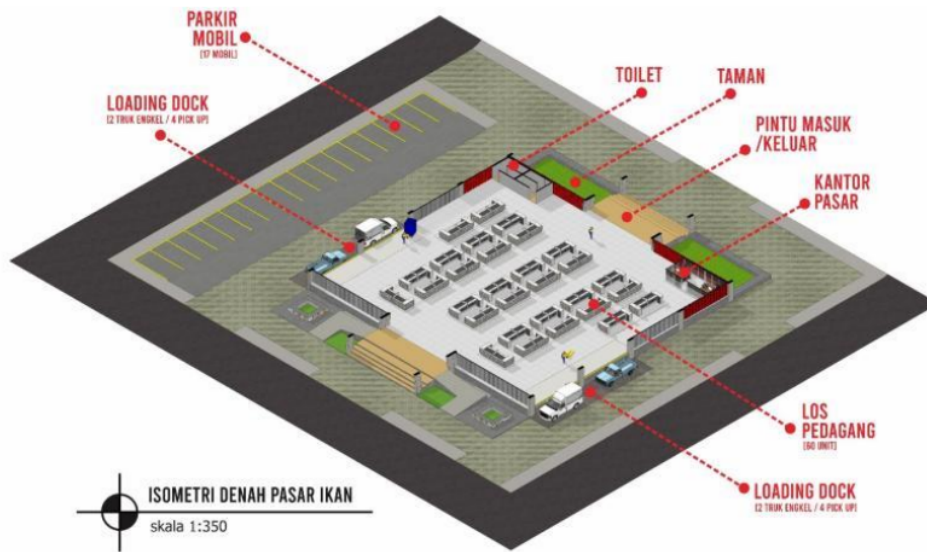 PARKIR
MOBIL
[17 MOBIL]
LOADING DOCK
[2 TRUK ENGKEL / 4 PICK UP]
TOILET
TAMAN
PINTU MASUK
/KELUAR
KANTOR
PASAR
LOS
PEDAGANG
[60 UNIT]
LOADING DOCK
[2 TRUK ENGKEL / 4 PICK UP]
ISOMETRI DENAH PASAR IKAN
skala 1:350